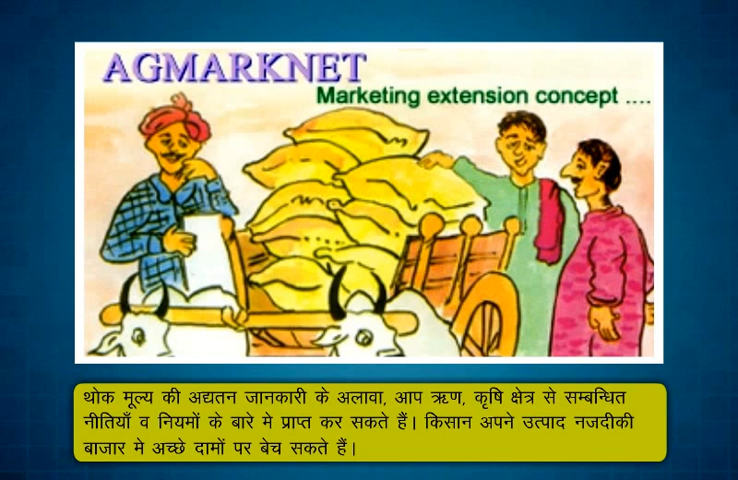 AGMARKNET
Marketing extension concept ....
थोक मूल्य की अद्यतन जानकारी के अलावा, आप ऋण, कृषि क्षेत्र से सम्बन्धित
नीतियाँ व नियमों के बारे मे प्राप्त कर सकते हैं। किसान अपने उत्पाद नजदीकी
बाजार मे अच्छे दामों पर बेच सकते हैं।